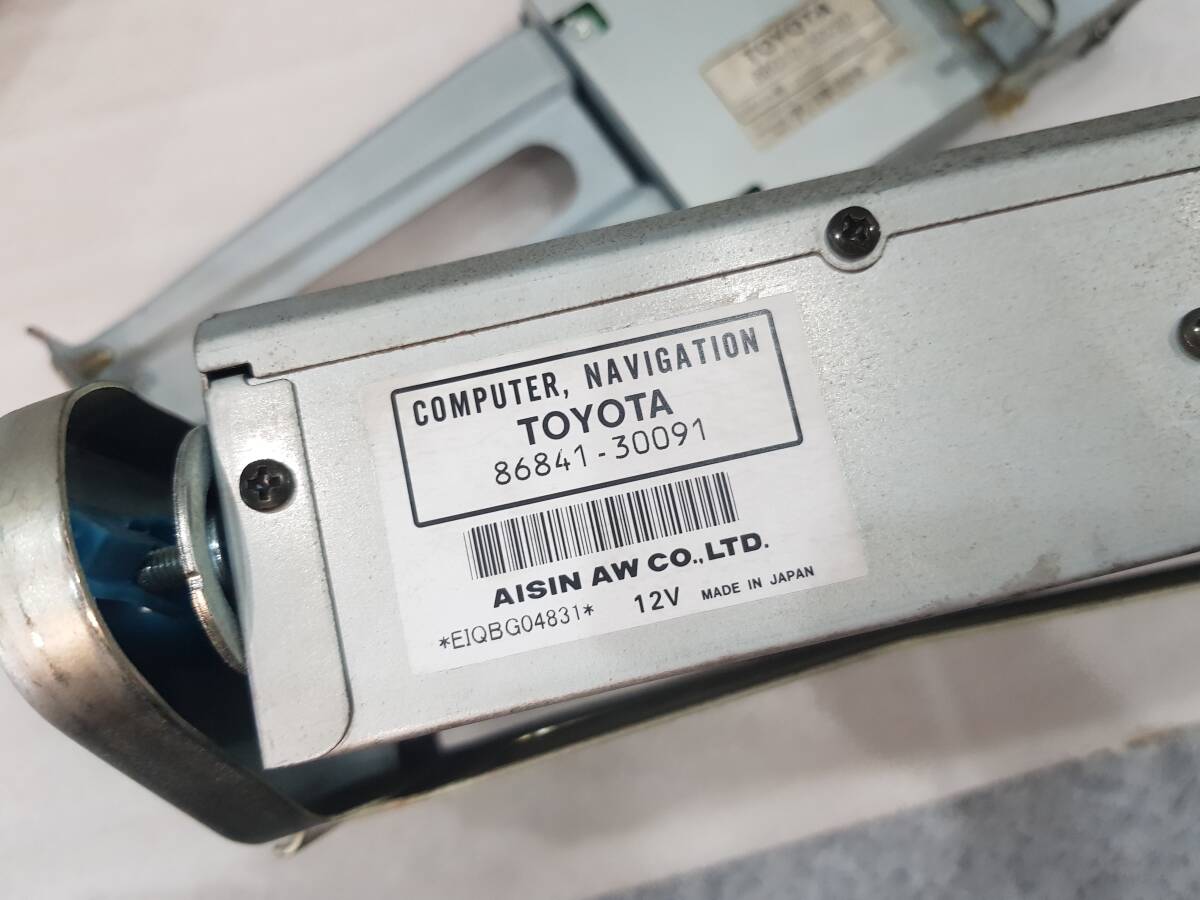 TOYOTA
COMPUTER, NAVIGATION
TOYOTA
86841-30091
AISIN AW CO., LTD.
*EIQBG04831* 12V MADE IN JAPAN